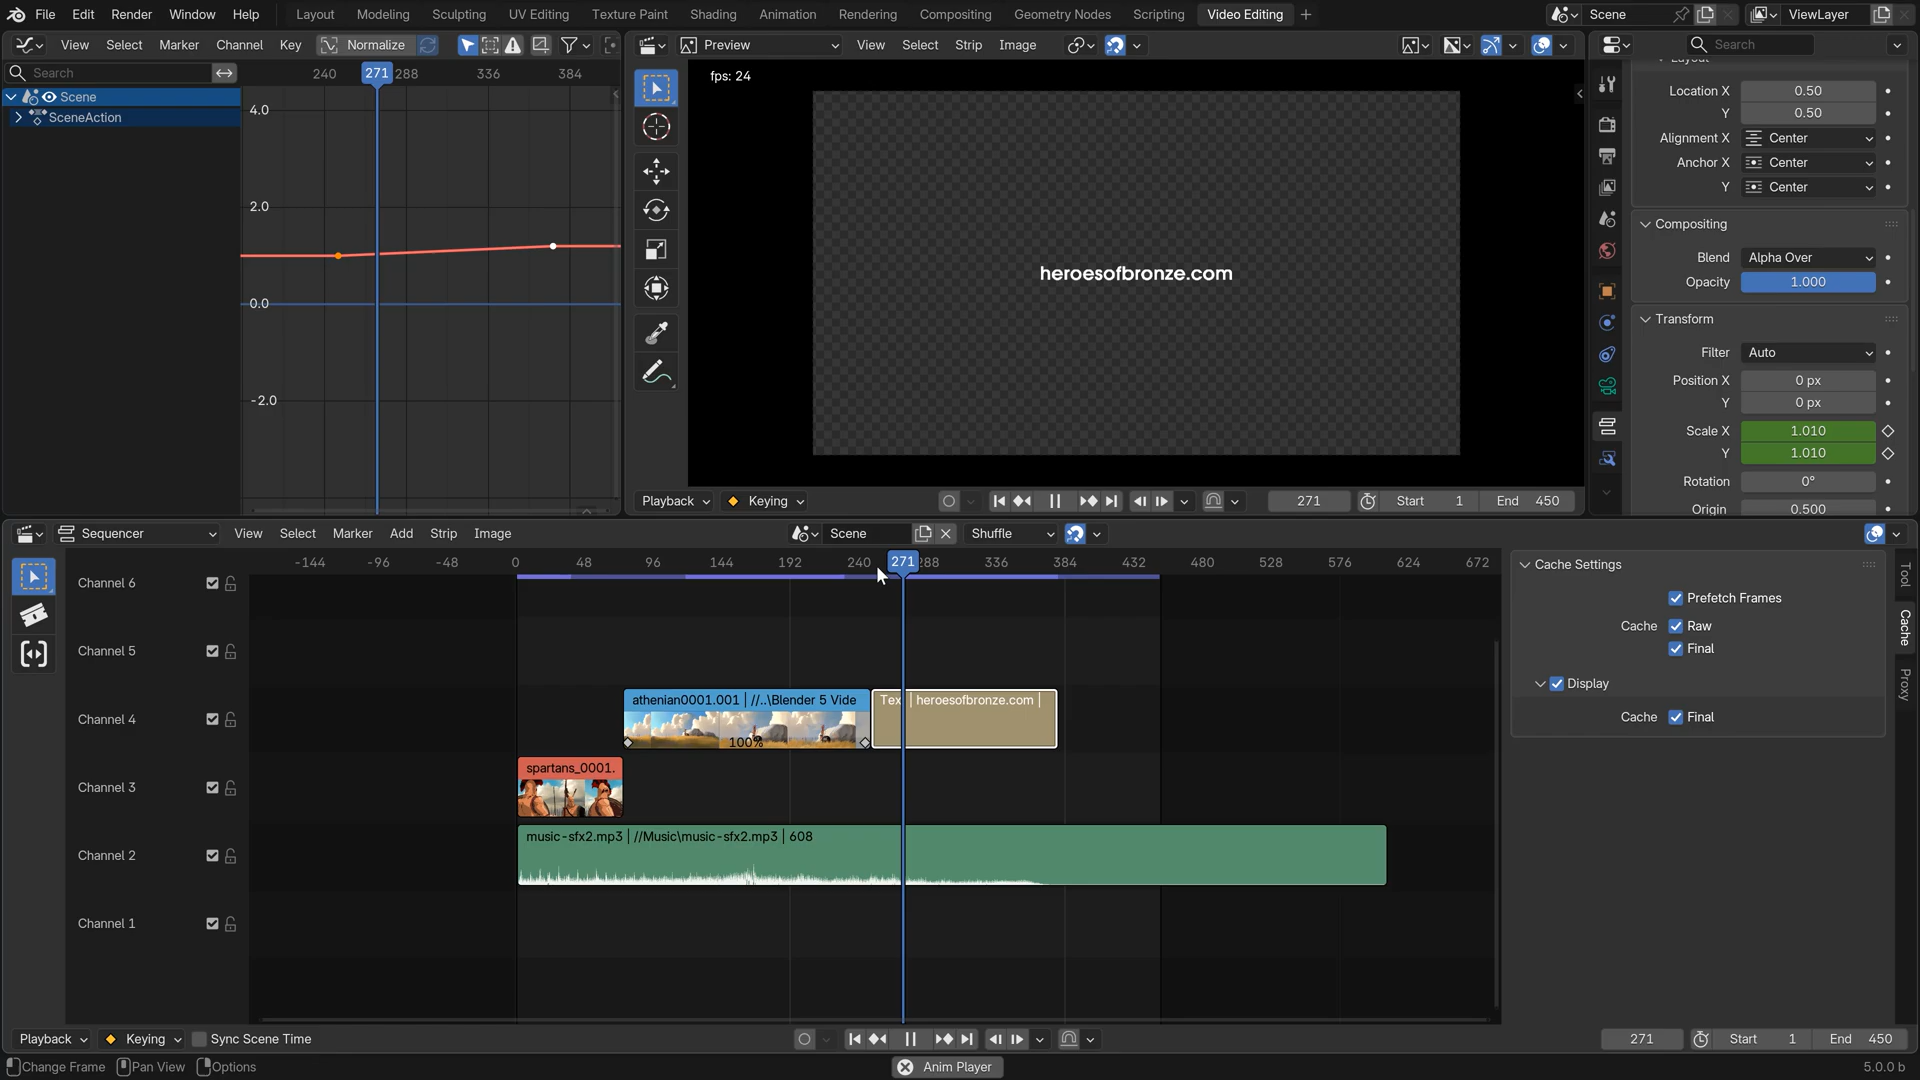 File Edit Render Window Help Layout Modeling Sculpting UV Editing Texture Paint Shading Animation Rendering Compositing Geometry Nodes Scripting Video Editing + Scene ViewLayer
View Select Marker Channel Key Normalize
Preview View Select Strip Image
Search
Search 240 271 288 336 384
Scene
SceneAction
4.0
2.0
0.0
-2.0
fps: 24
heroesofbronze.com
Playback Keying 271 Start 1 End 450
Layout
Location X 0.50
Y 0.50
Alignment X Center
Anchor X Center
Y Center
Compositing
Blend Alpha Over
Opacity 1.000
Transform
Filter Auto
Position X 0 px
Y 0 px
Scale X 1.010
Y 1.010
Rotation 0°
Origin 0.500
Sequencer View Select Marker Add Strip Image Scene Shuffle
-144 -96 -48 0 48 96 144 192 240 271 288 336 384 432 480 528 576 624 672
Channel 6
Channel 5
Channel 4
athenian0001.001 | //..\Blender 5 Vide
100%
Tex | heroesofbronze.com |
Channel 3
spartans_0001.
Channel 2
music-sfx2.mp3 | //Music\music-sfx2.mp3 | 608
Channel 1
Cache Settings
Prefetch Frames
Cache Raw
Final
Display
Cache Final
Tool
Cache
Proxy
Playback Keying Sync Scene Time 271 Start 1 End 450
Change Frame Pan View Options Anim Player 5.0.0 b